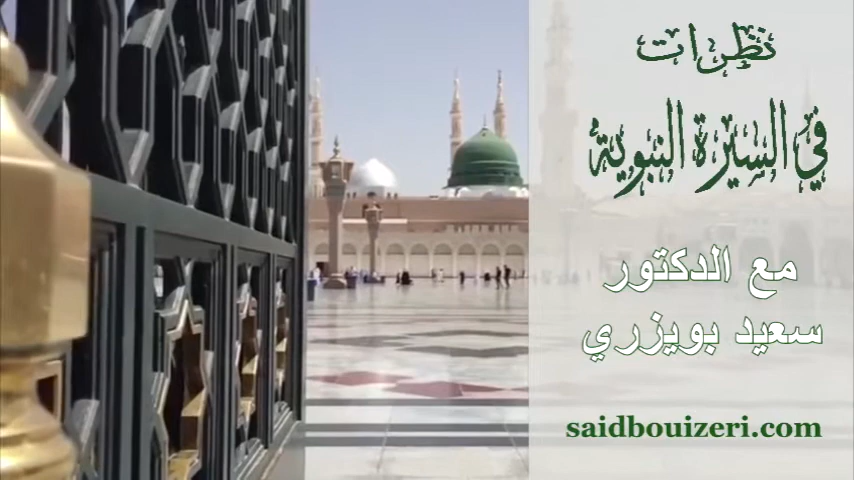 نظرات
في السيرة النبوية
مع الدكتور
سعيد بويزري
saidbouizeri.com